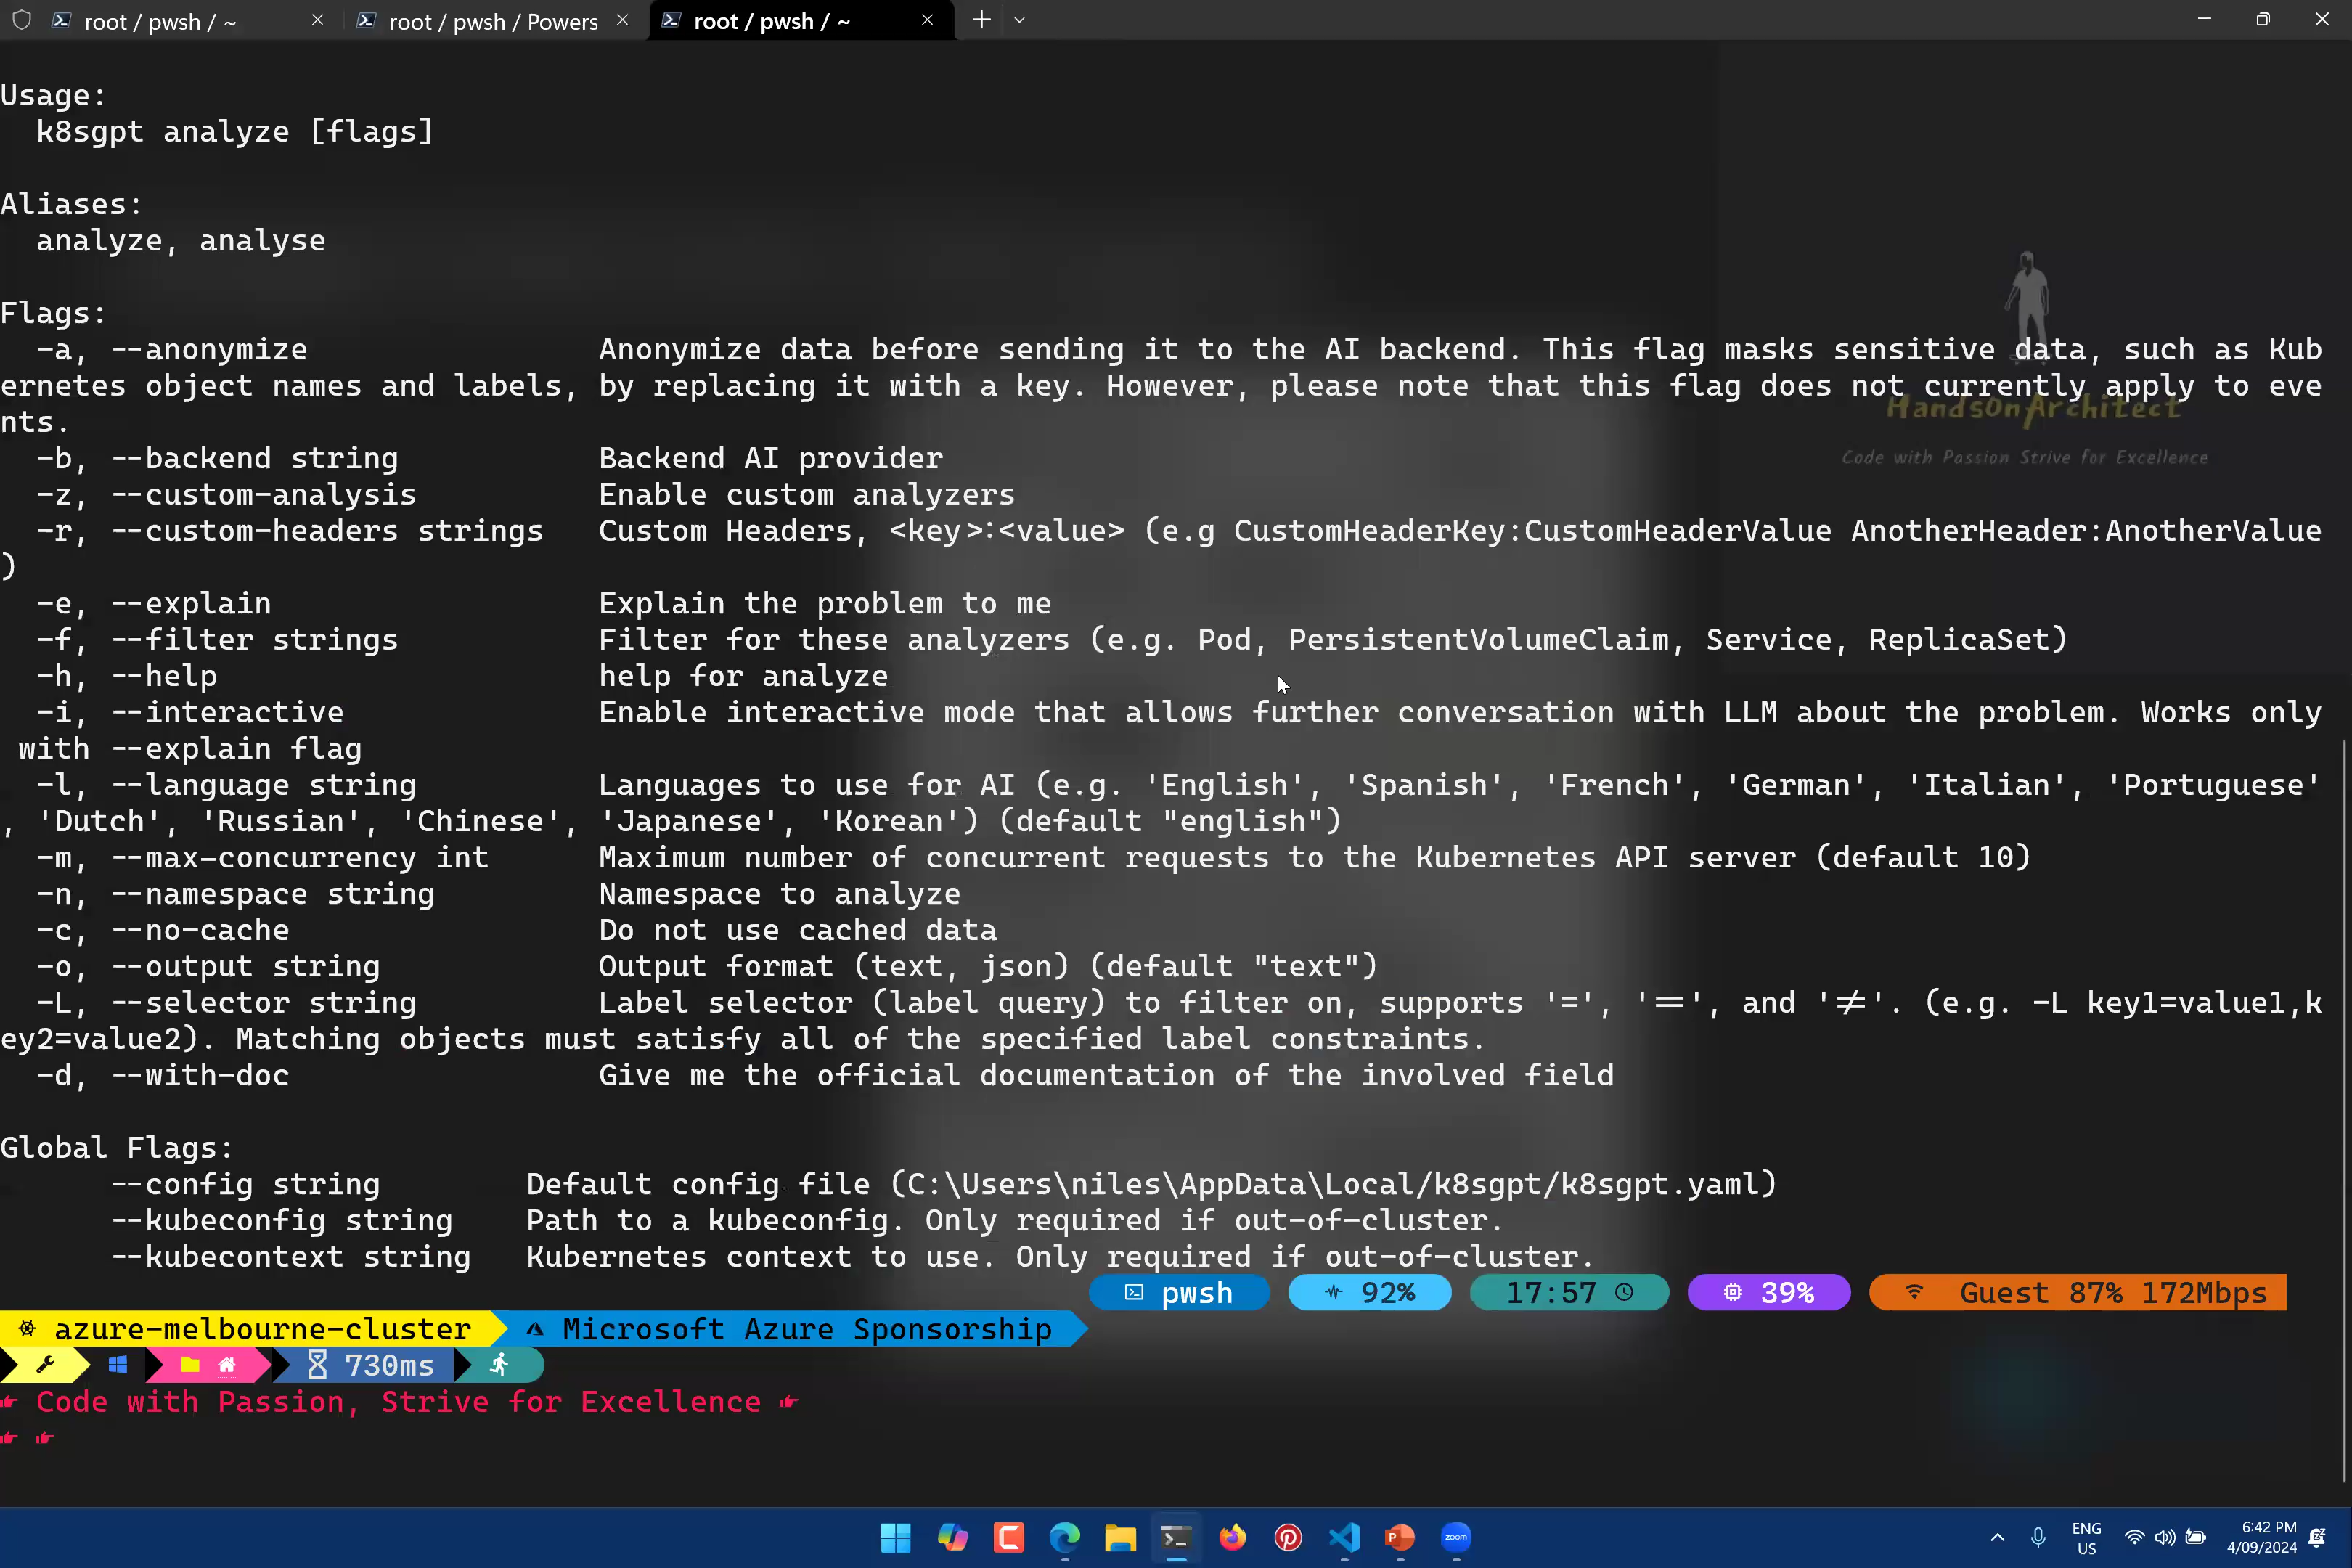 root / pwsh / ~
root / pwsh / Powers
root / pwsh / ~
Usage:
k8sgpt analyze [flags]
Aliases:
analyze, analyse
Flags:
-a, --anonymize Anonymize data before sending it to the AI backend. This flag masks sensitive data, such as Kub
ernetes object names and labels, by replacing it with a key. However, please note that this flag does not currently apply to eve
nts.
HandsOnArchitect
-b, --backend string Backend AI provider
Code with Passion Strive for Excellence
-z, --custom-analysis Enable custom analyzers
-r, --custom-headers strings Custom Headers, <key>:<value> (e.g CustomHeaderKey:CustomHeaderValue AnotherHeader:AnotherValue
)
-e, --explain Explain the problem to me
-f, --filter strings Filter for these analyzers (e.g. Pod, PersistentVolumeClaim, Service, ReplicaSet)
-h, --help help for analyze
-i, --interactive Enable interactive mode that allows further conversation with LLM about the problem. Works only
with --explain flag
-l, --language string Languages to use for AI (e.g. 'English', 'Spanish', 'French', 'German', 'Italian', 'Portuguese'
, 'Dutch', 'Russian', 'Chinese', 'Japanese', 'Korean') (default "english")
-m, --max-concurrency int Maximum number of concurrent requests to the Kubernetes API server (default 10)
-n, --namespace string Namespace to analyze
-c, --no-cache Do not use cached data
-o, --output string Output format (text, json) (default "text")
-L, --selector string Label selector (label query) to filter on, supports '=', '==', and '!='. (e.g. -L key1=value1,k
ey2=value2). Matching objects must satisfy all of the specified label constraints.
-d, --with-doc Give me the official documentation of the involved field
Global Flags:
--config string Default config file (C:\Users\niles\AppData\Local/k8sgpt/k8sgpt.yaml)
--kubeconfig string Path to a kubeconfig. Only required if out-of-cluster.
--kubecontext string Kubernetes context to use. Only required if out-of-cluster.
pwsh 92% 17:57 39% Guest 87% 172Mbps
azure-melbourne-cluster Microsoft Azure Sponsorship
730ms
Code with Passion, Strive for Excellence
zoom
ENG
US
6:42 PM
4/09/2024